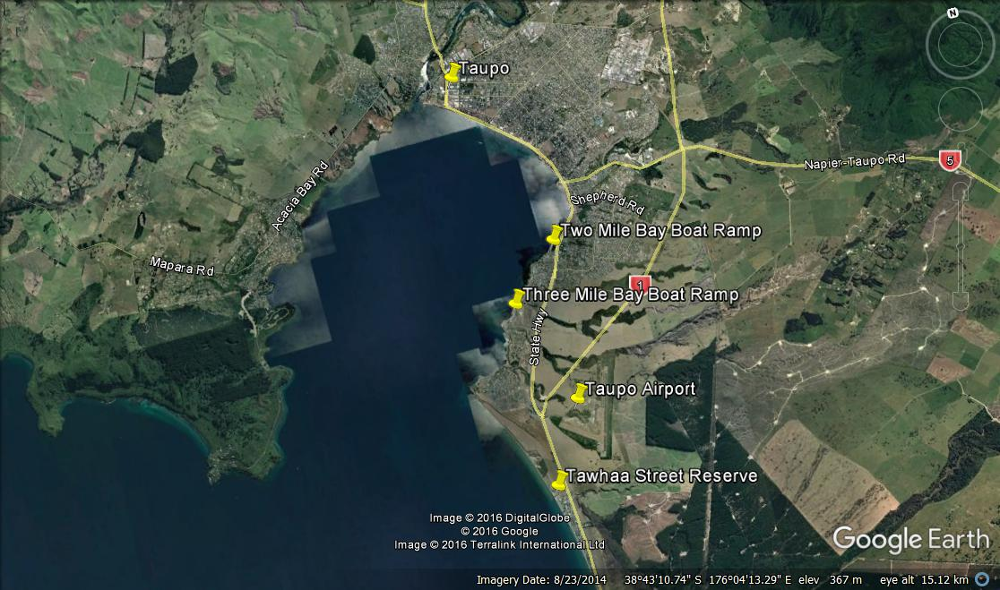 N
Taupo
Napier-Taupo Rd
5
Acacia Bay Rd
Shepherd Rd
Two Mile Bay Boat Ramp
Mapara Rd
1
Three Mile Bay Boat Ramp
State Hwy
Taupo Airport
Tawhaa Street Reserve
Image © 2016 DigitalGlobe
© 2016 Google
Image © 2016 Terralink International Ltd
Google Earth
Imagery Date: 8/23/2014 38°43'10.74" S 176°04'13.29" E elev 367 m eye alt 15.12 km